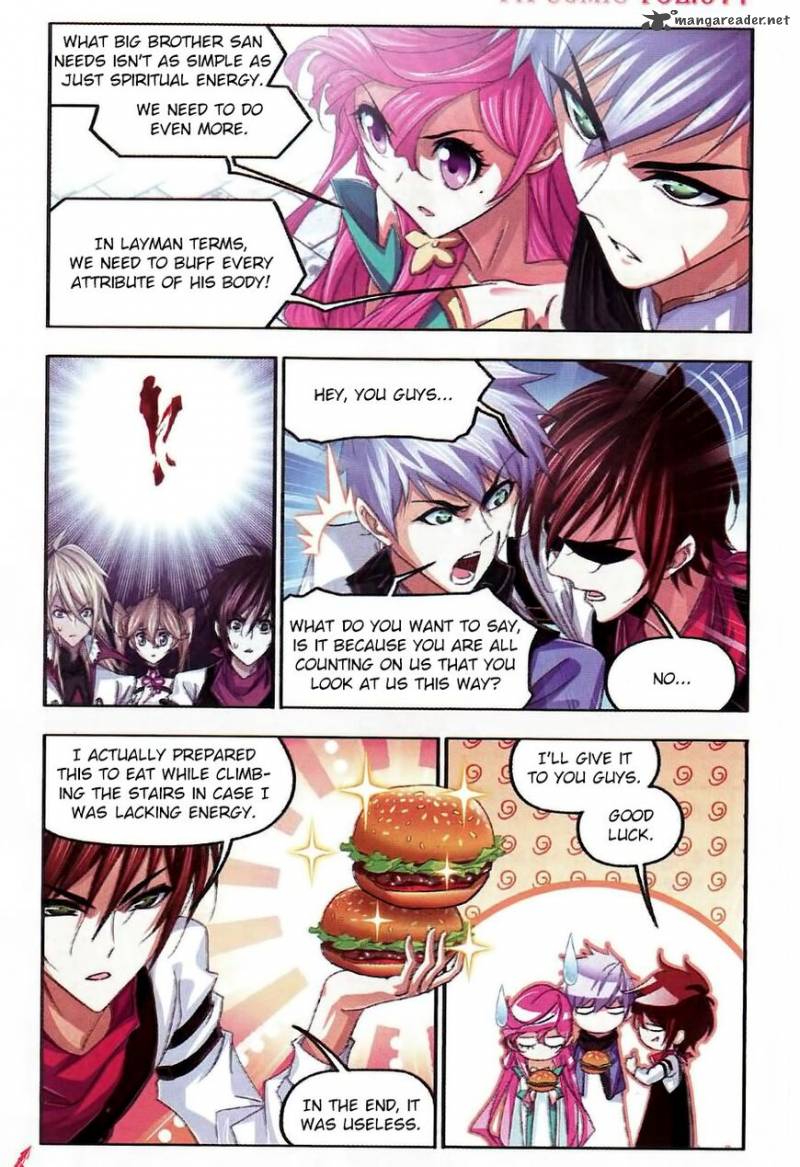 mangareader.net
WHAT BIG BROTHER SAN
NEEDS ISN'T AS SIMPLE AS
JUST SPIRITUAL ENERGY.
WE NEED TO DO
EVEN MORE.
IN LAYMAN TERMS,
WE NEED TO BUFF EVERY
ATTRIBUTE OF HIS BODY!
HEY, YOU GUYS...
WHAT DO YOU WANT TO SAY,
IS IT BECAUSE YOU ARE ALL
COUNTING ON US THAT YOU
LOOK AT US THIS WAY?
NO...
I ACTUALLY PREPARED
THIS TO EAT WHILE CLIMB-
ING THE STAIRS IN CASE I
WAS LACKING ENERGY.
IN THE END, IT
WAS USELESS.
I'LL GIVE IT
TO YOU GUYS.
GOOD
LUCK.